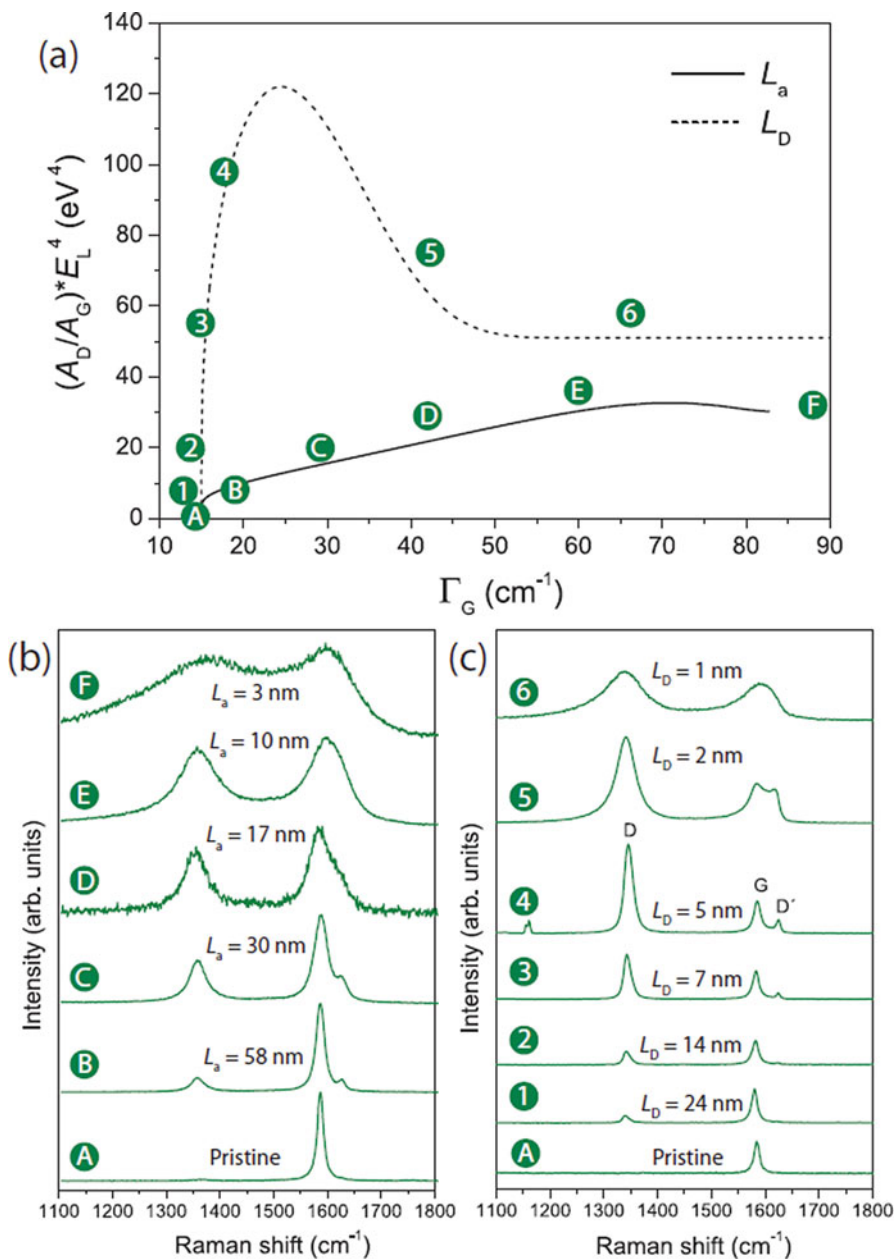 (a)
140
120
100
80
60
40
20
0
(A_D/A_G)*E_L^4 (eV^4)
L_a
L_D
4
3
5
6
2
1
A
B
C
D
E
F
10 20 30 40 50 60 70 80 90
Γ_G (cm⁻¹)
(b)
F
L_a = 3 nm
L_a = 10 nm
E
L_a = 17 nm
D
L_a = 30 nm
C
L_a = 58 nm
B
Pristine
A
Intensity (arb. units)
1100 1200 1300 1400 1500 1600 1700 1800
Raman shift (cm⁻¹)
(c)
6
L_D = 1 nm
L_D = 2 nm
5
D
4
G
L_D = 5 nm
D´
3
L_D = 7 nm
2
L_D = 14 nm
1
L_D = 24 nm
A
Pristine
Intensity (arb. units)
1100 1200 1300 1400 1500 1600 1700 1800
Raman shift (cm⁻¹)